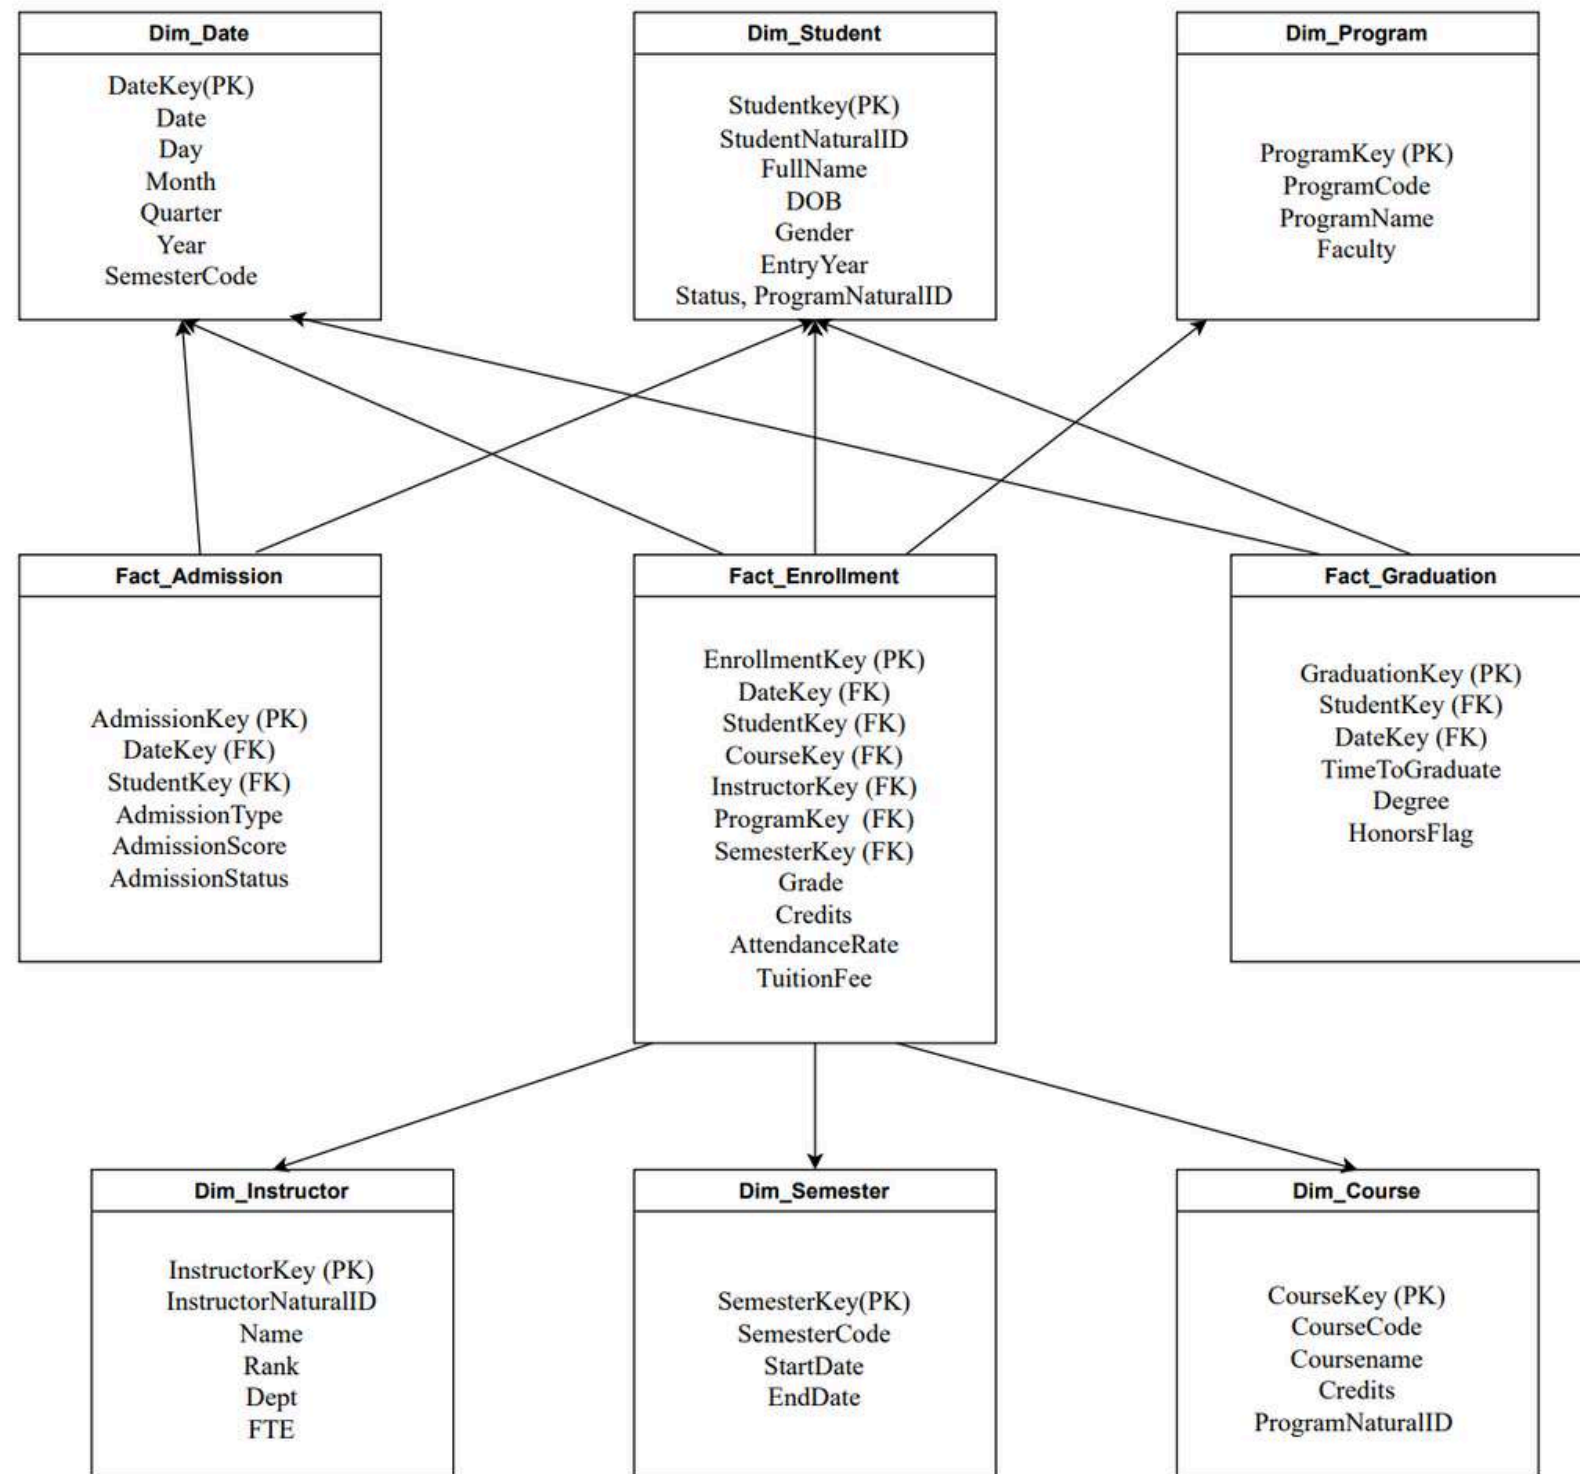 Dim_Date
DateKey(PK)
Date
Day
Month
Quarter
Year
SemesterCode
Dim_Student
Studentkey(PK)
StudentNaturalID
FullName
DOB
Gender
EntryYear
Status, ProgramNaturalID
Dim_Program
ProgramKey (PK)
ProgramCode
ProgramName
Faculty
Fact_Admission
AdmissionKey (PK)
DateKey (FK)
StudentKey (FK)
AdmissionType
AdmissionScore
AdmissionStatus
Fact_Enrollment
EnrollmentKey (PK)
DateKey (FK)
StudentKey (FK)
CourseKey (FK)
InstructorKey (FK)
ProgramKey  (FK)
SemesterKey (FK)
Grade
Credits
AttendanceRate
TuitionFee
Fact_Graduation
GraduationKey (PK)
StudentKey (FK)
DateKey (FK)
TimeToGraduate
Degree
HonorsFlag
Dim_Instructor
InstructorKey (PK)
InstructorNaturalID
Name
Rank
Dept
FTE
Dim_Semester
SemesterKey(PK)
SemesterCode
StartDate
EndDate
Dim_Course
CourseKey (PK)
CourseCode
Coursename
Credits
ProgramNaturalID